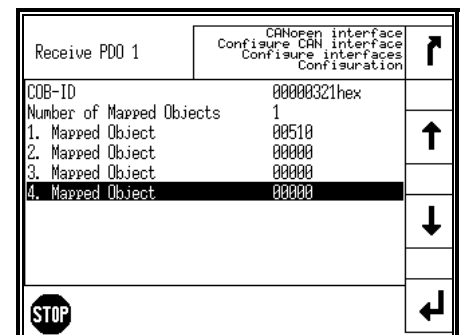 Receive PDO 1
CANopen interface
Configure CAN interface
Configure interfaces
Configuration
COB-ID 00000321hex
Number of Mapped Objects 1
1. Mapped Object 00510
2. Mapped Object 00000
3. Mapped Object 00000
4. Mapped Object 00000
STOP